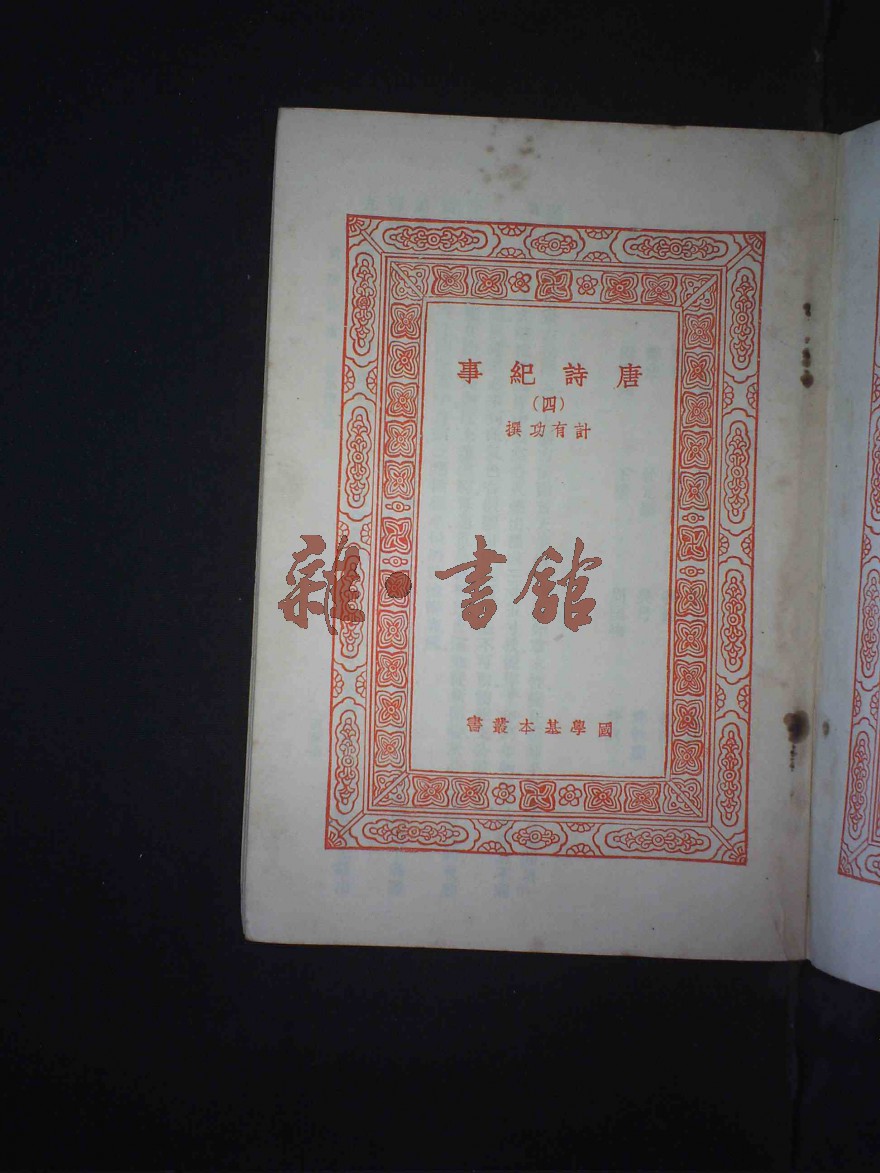 唐詩紀事
(四)
計有功撰
雜·書館
國學基本叢書